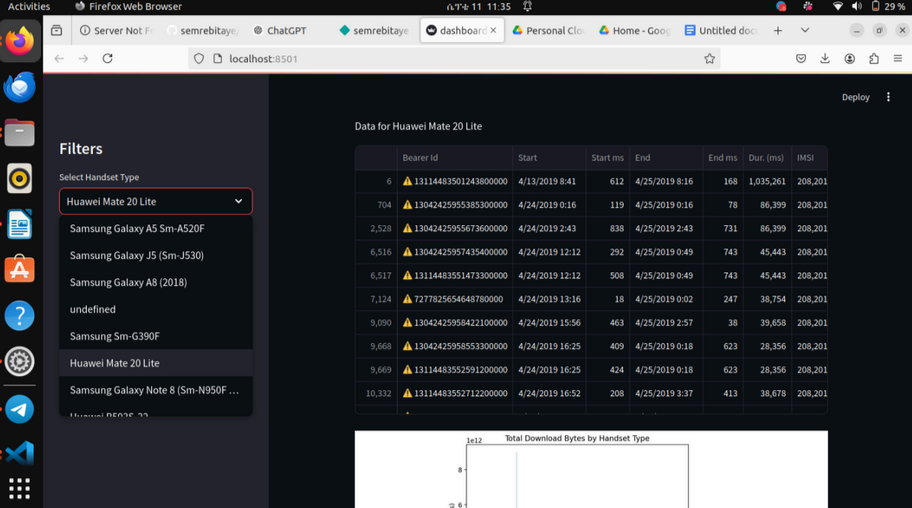 Activities
Firefox Web Browser
ሴፕቴ 11 11:35
29 %
Server Not F
semrebitaye
ChatGPT
semrebitaye
dashboard
Personal Clo
Home - Goog
Untitled doc
localhost:8501
Deploy
Filters
Select Handset Type
Huawei Mate 20 Lite
Samsung Galaxy A5 Sm-A520F
Samsung Galaxy J5 (Sm-J530)
Samsung Galaxy A8 (2018)
undefined
Samsung Sm-G390F
Huawei Mate 20 Lite
Samsung Galaxy Note 8 (Sm-N950F ...
Huawei B593S-22
Data for Huawei Mate 20 Lite
Bearer Id Start Start ms End End ms Dur. (ms) IMSI
6 13114483501243800000 4/13/2019 8:41 612 4/25/2019 8:16 168 1,035,261 208,201
704 13042425955385300000 4/24/2019 0:16 119 4/25/2019 0:16 78 86,399 208,201
2,528 13042425955673600000 4/24/2019 2:43 838 4/25/2019 2:43 731 86,399 208,201
6,516 13042425957435400000 4/24/2019 12:12 292 4/25/2019 0:49 743 45,443 208,201
6,517 13114483551473300000 4/24/2019 12:12 508 4/25/2019 0:49 743 45,443 208,201
7,124 7277825654648780000 4/24/2019 13:16 18 4/25/2019 0:02 247 38,754 208,201
9,090 13042425958422100000 4/24/2019 15:56 463 4/25/2019 2:57 38 39,658 208,201
9,668 13042425958553300000 4/24/2019 16:25 409 4/25/2019 0:18 623 28,356 208,201
9,669 13114483552591200000 4/24/2019 16:25 424 4/25/2019 0:18 623 28,356 208,201
10,332 13114483552712200000 4/24/2019 16:52 208 4/25/2019 3:37 413 38,678 208,201
Total Download Bytes by Handset Type
1e12
8
6